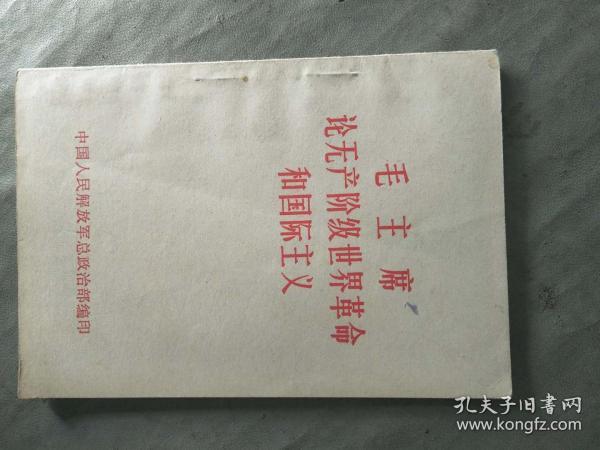 毛主席
论无产阶级世界革命
和国际主义
中国人民解放军总政治部编印
孔夫子旧书网
www.kongfz.com